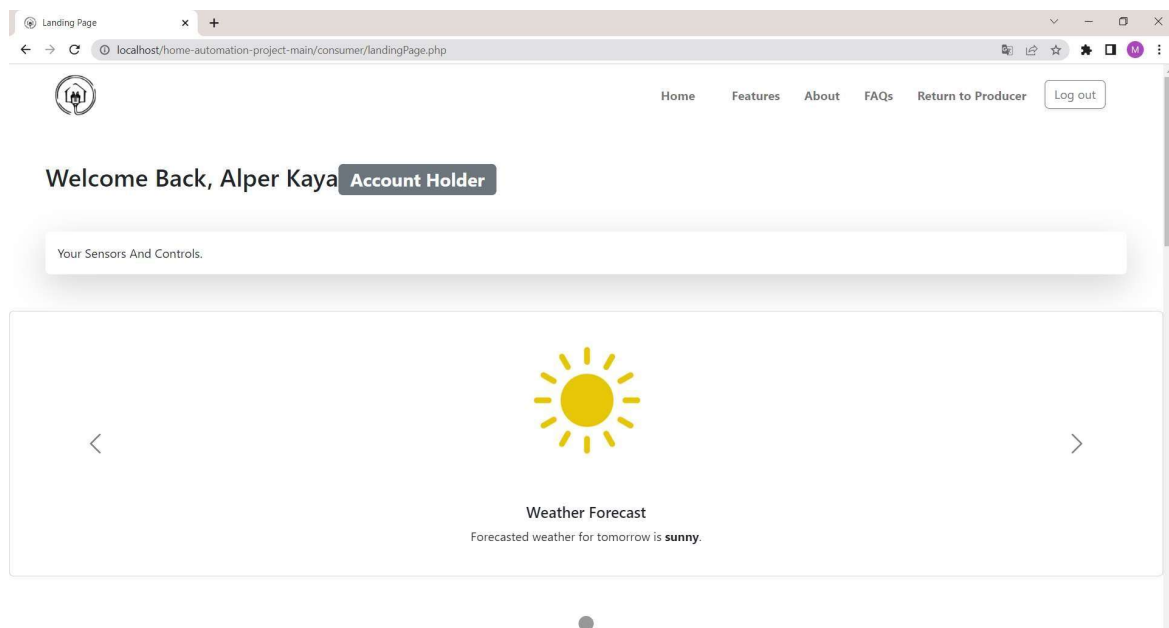 Landing Page
localhost/home-automation-project-main/consumer/landingPage.php
M
Home Features About FAQs Return to Producer Log out
Welcome Back, Alper Kaya Account Holder
Your Sensors And Controls.
Weather Forecast
Forecasted weather for tomorrow is sunny.